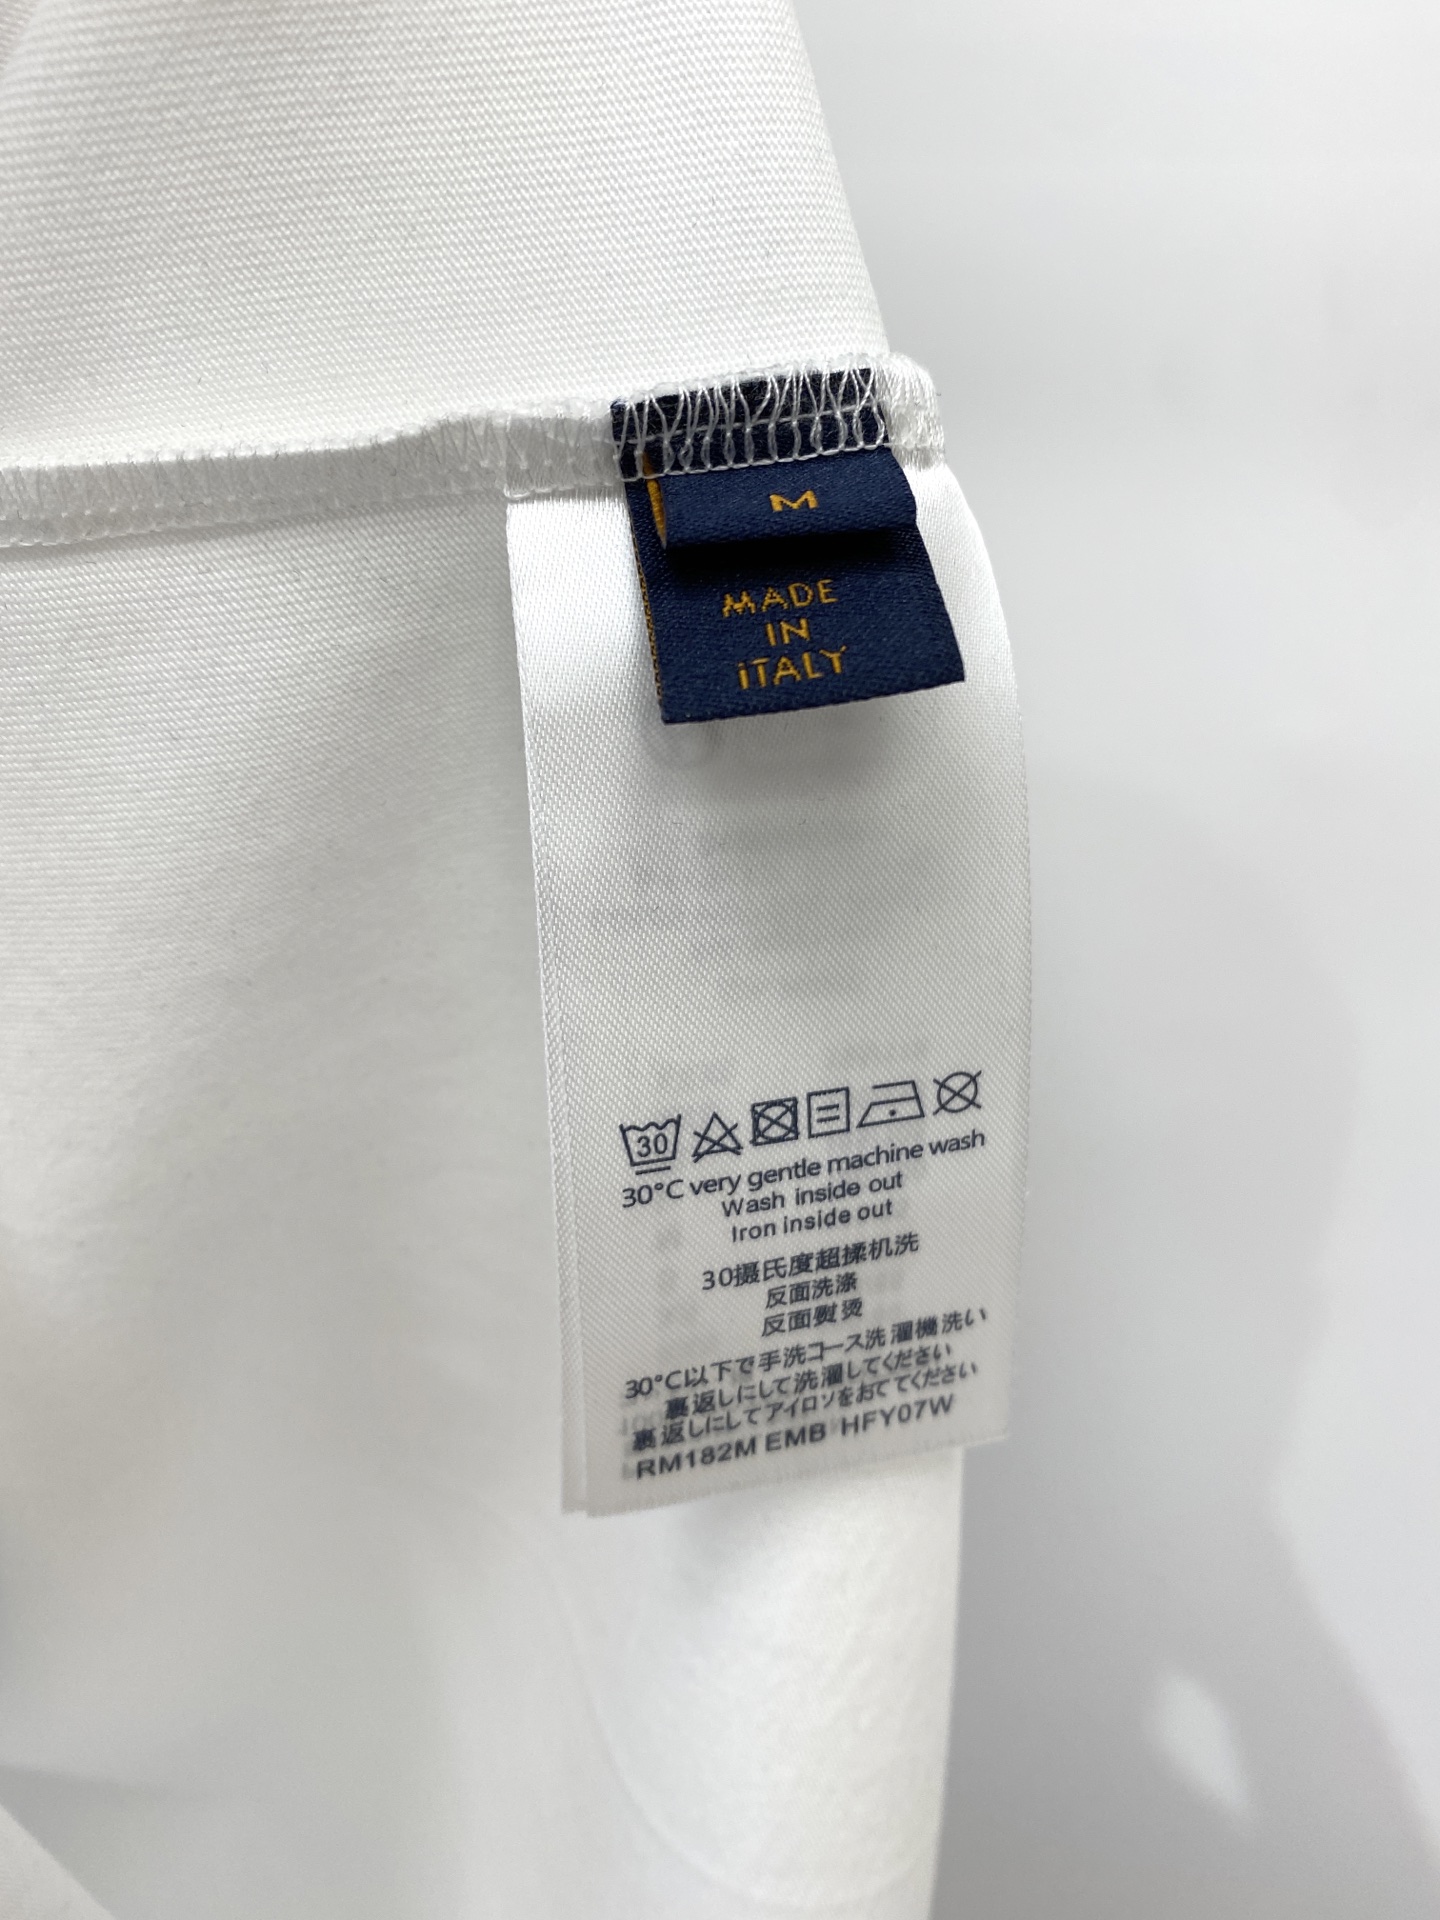 M
MADE
IN
iTALY
30
30°C very gentle machine wash
Wash inside out
Iron inside out
30摄氏度超揉机洗
反面洗涤
反面熨烫
30°C以下で手洗コース洗濯機洗い
裏返しにして洗濯してください
裏返しにしてアイロンをおててください
RM182M EMB HFY07W